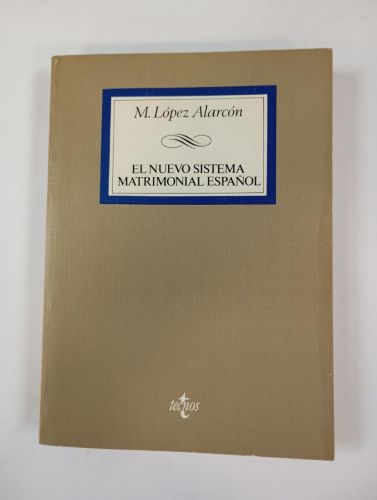 M. López Alarcón
EL NUEVO SISTEMA
MATRIMONIAL ESPAÑOL
tecnos